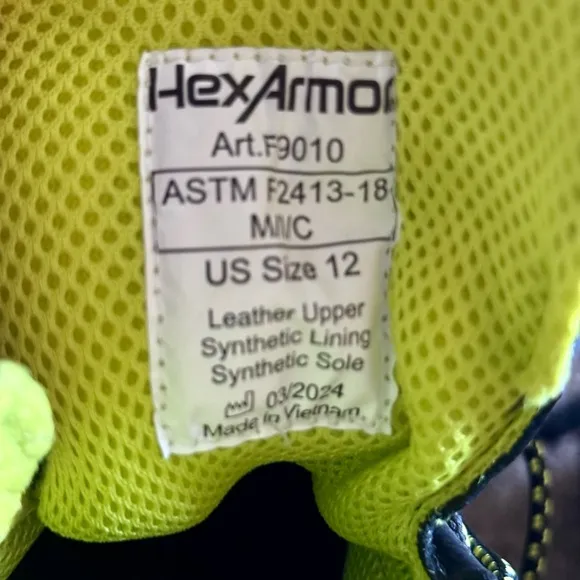 HexArmor
Art.F9010
ASTM F2413-18
M/I/C
US Size 12
Leather Upper
Synthetic Lining
Synthetic Sole
03/2024
Made in Vietnam